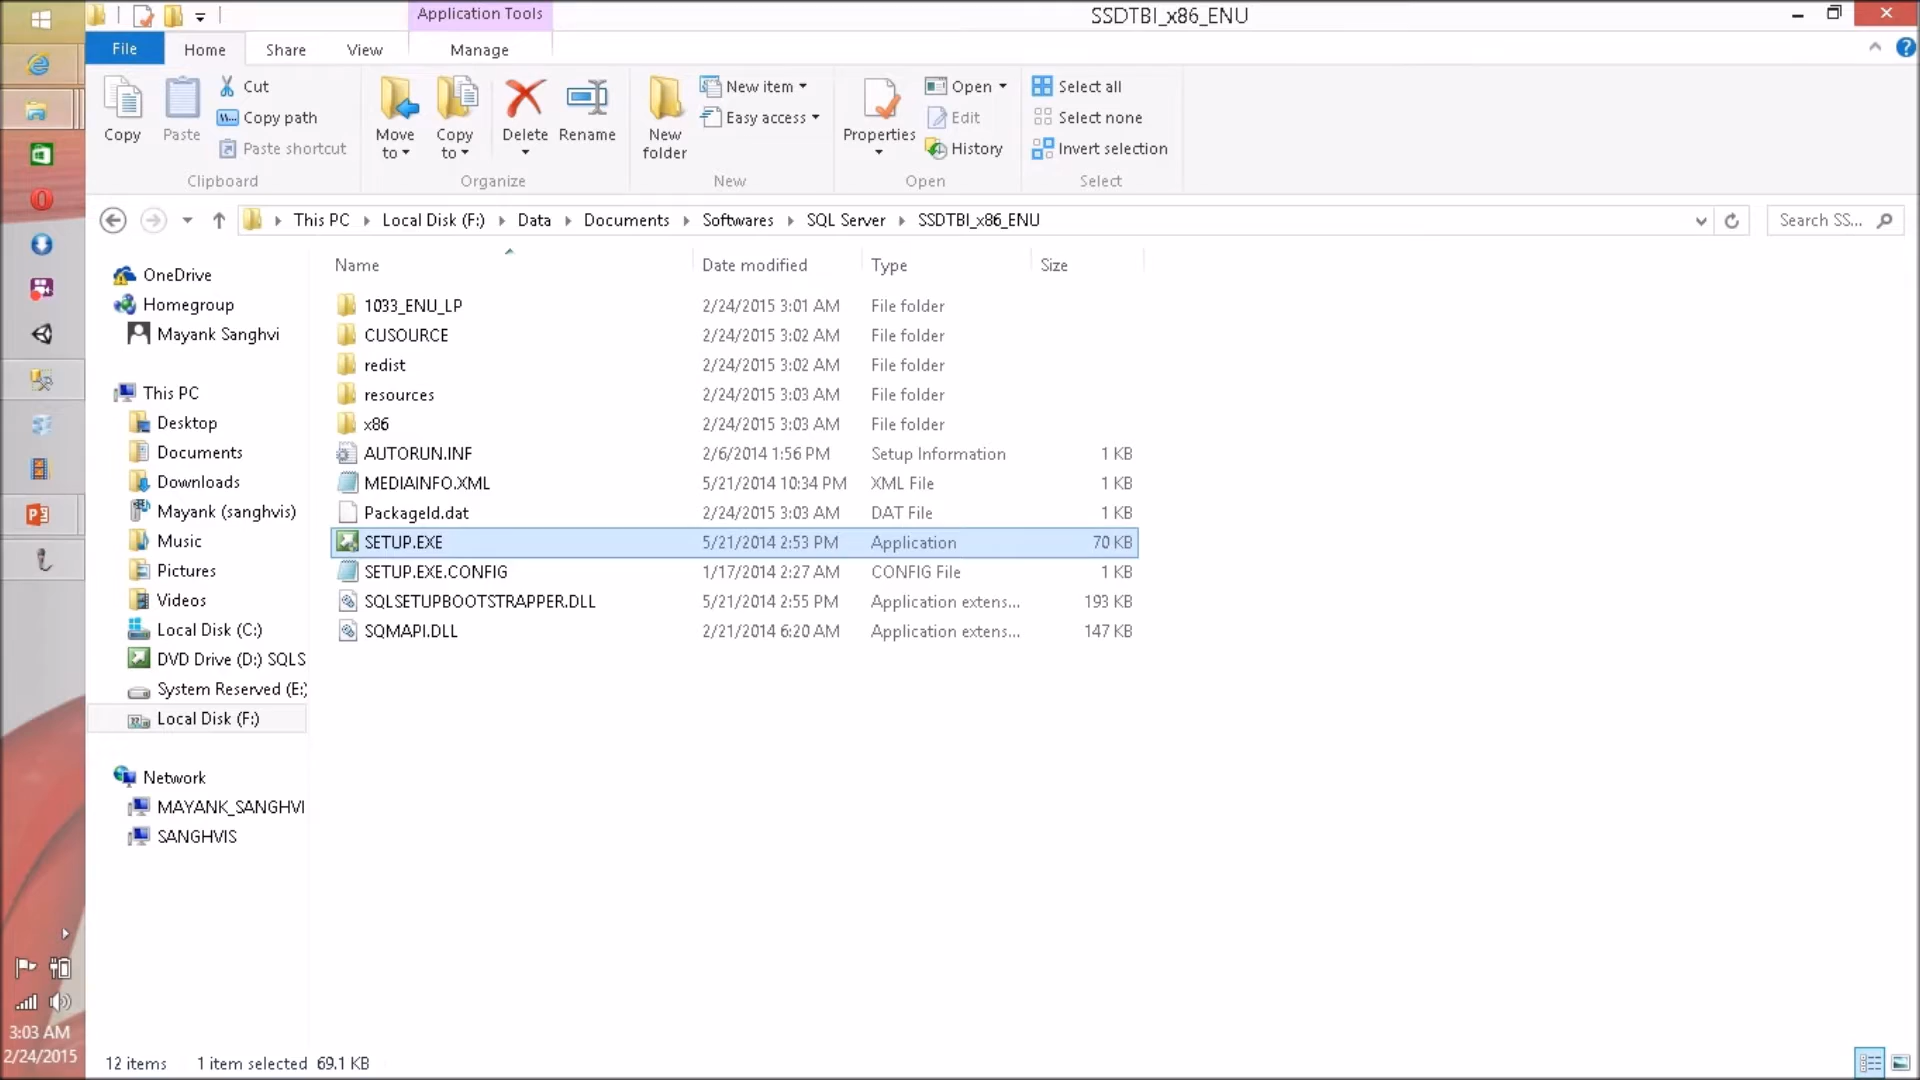 Application Tools
SSDTBI_x86_ENU
File
Home
Share
View
Manage
Copy
Paste
Cut
Copy path
Paste shortcut
Clipboard
Move to
Copy to
Delete
Rename
Organize
New folder
New item
Easy access
New
Properties
Open
Edit
History
Open
Select all
Select none
Invert selection
Select
This PC
Local Disk (F:)
Data
Documents
Softwares
SQL Server
SSDTBI_x86_ENU
Search SS...
OneDrive
Homegroup
Mayank Sanghvi
This PC
Desktop
Documents
Downloads
Mayank (sanghvis)
Music
Pictures
Videos
Local Disk (C:)
DVD Drive (D:) SQLS
System Reserved (E:)
Local Disk (F:)
Network
MAYANK_SANGHVI
SANGHVIS
Name Date modified Type Size
1033_ENU_LP 2/24/2015 3:01 AM File folder
CUSOURCE 2/24/2015 3:02 AM File folder
redist 2/24/2015 3:02 AM File folder
resources 2/24/2015 3:03 AM File folder
x86 2/24/2015 3:03 AM File folder
AUTORUN.INF 2/6/2014 1:56 PM Setup Information 1 KB
MEDIAINFO.XML 5/21/2014 10:34 PM XML File 1 KB
PackageId.dat 2/24/2015 3:03 AM DAT File 1 KB
SETUP.EXE 5/21/2014 2:53 PM Application 70 KB
SETUP.EXE.CONFIG 1/17/2014 2:27 AM CONFIG File 1 KB
SQLSETUPBOOTSTRAPPER.DLL 5/21/2014 2:55 PM Application extens... 193 KB
SQMAPI.DLL 2/21/2014 6:20 AM Application extens... 147 KB
3:03 AM
2/24/2015
12 items 1 item selected 69.1 KB